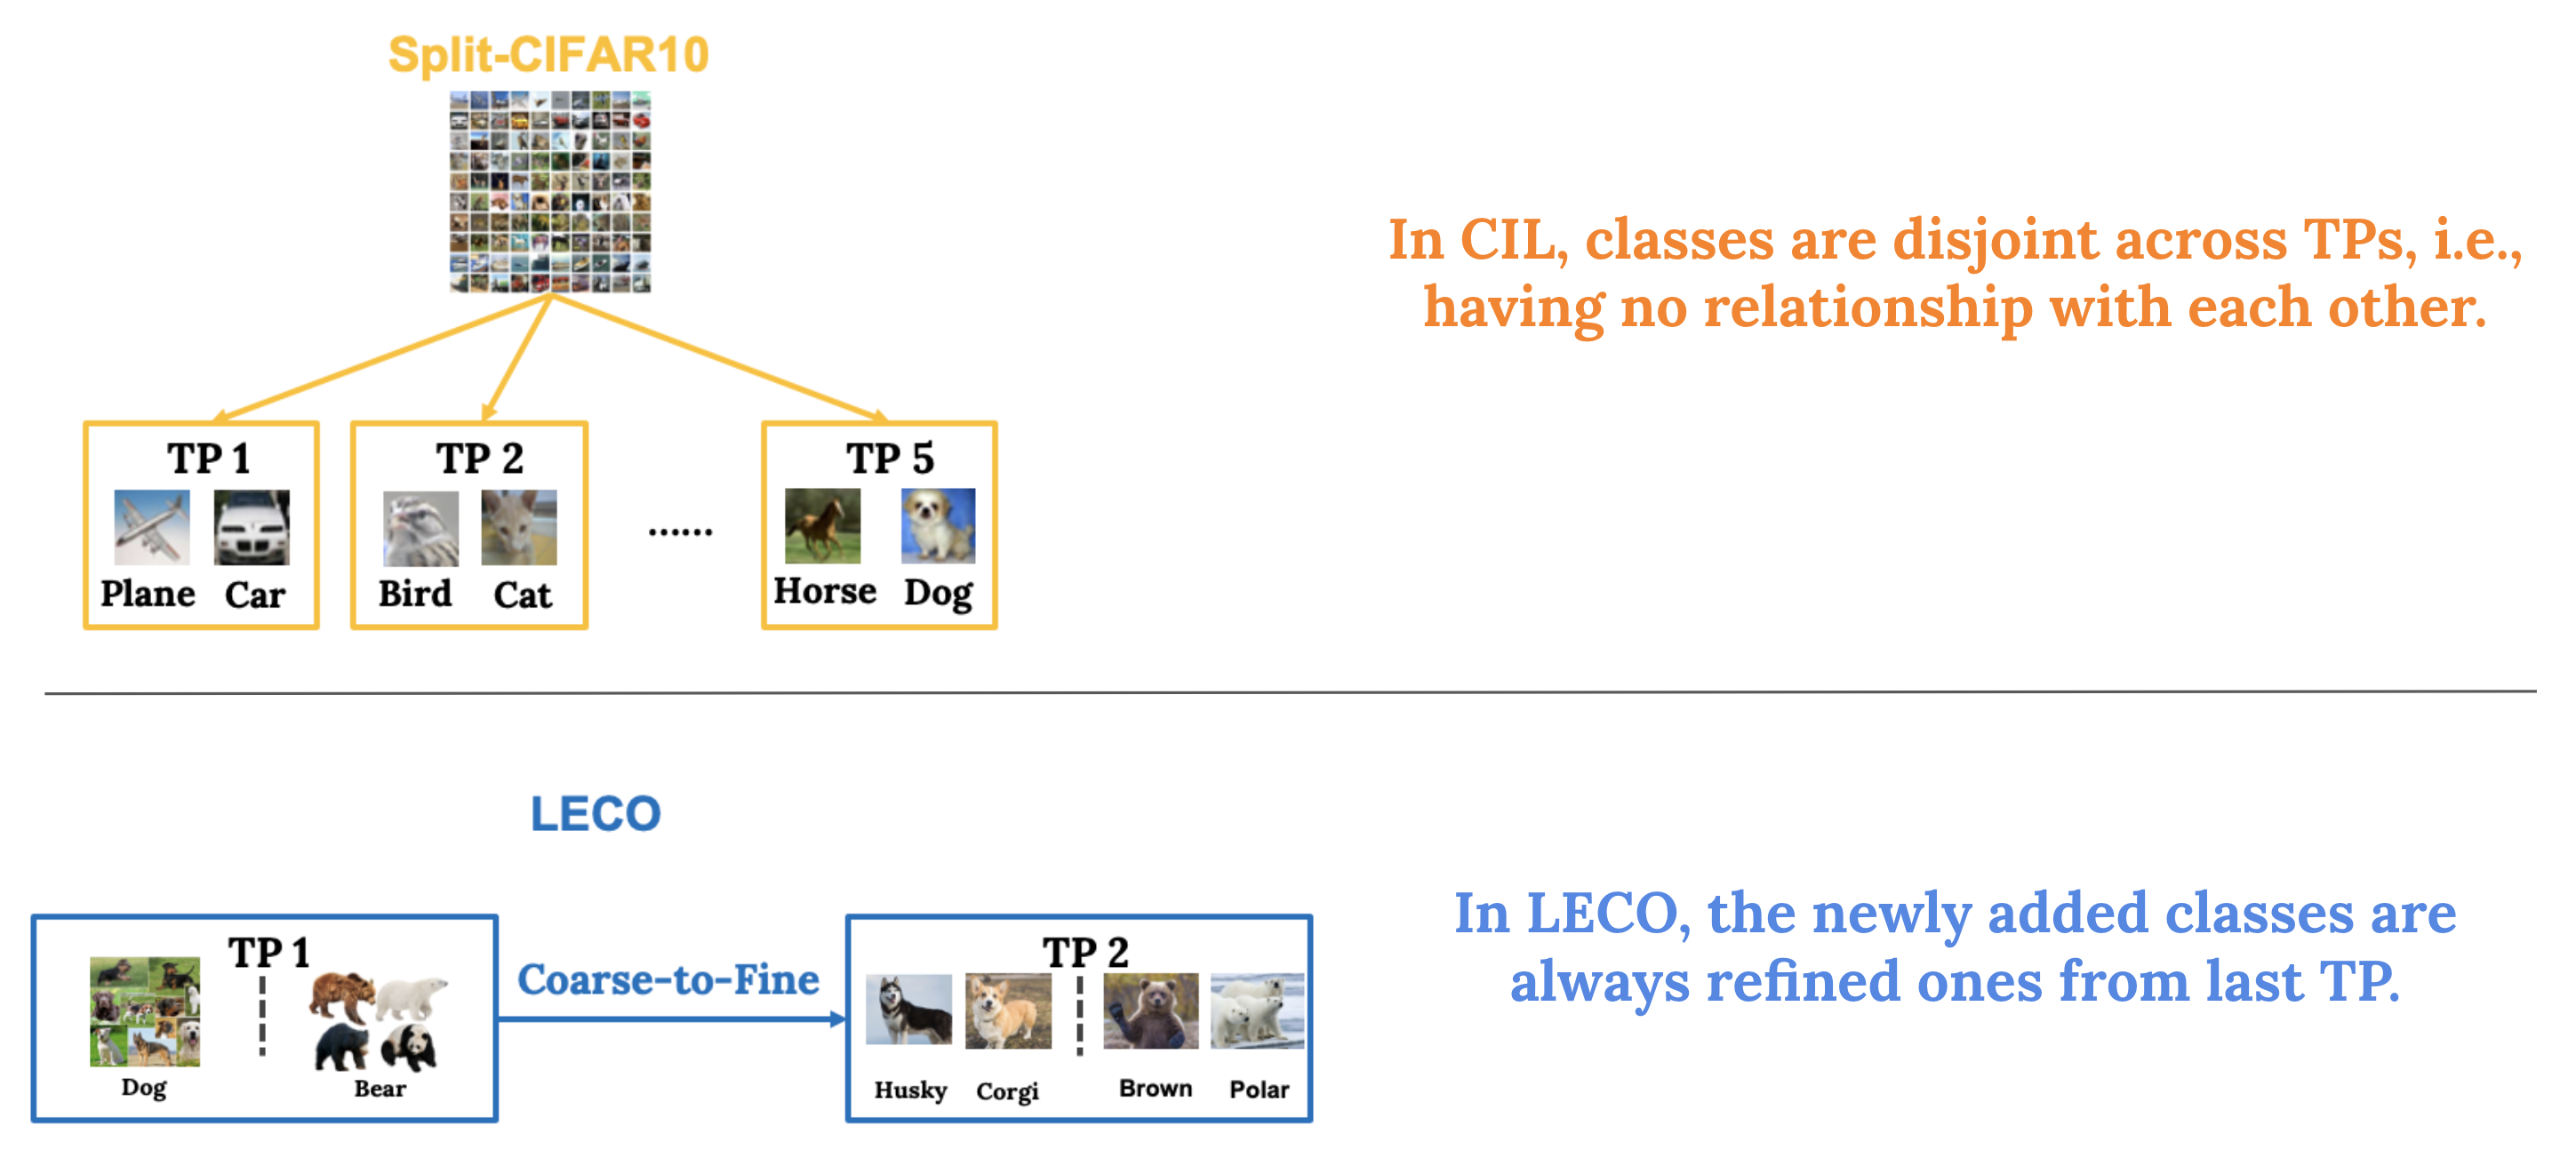 Split-CIFAR10
In CIL, classes are disjoint across TPs, i.e.,
having no relationship with each other.
TP 1
Plane Car
TP 2
Bird Cat
......
TP 5
Horse Dog
LECO
TP 1
Dog
Bear
Coarse-to-Fine
TP 2
Husky Corgi
Brown Polar
In LECO, the newly added classes are
always refined ones from last TP.